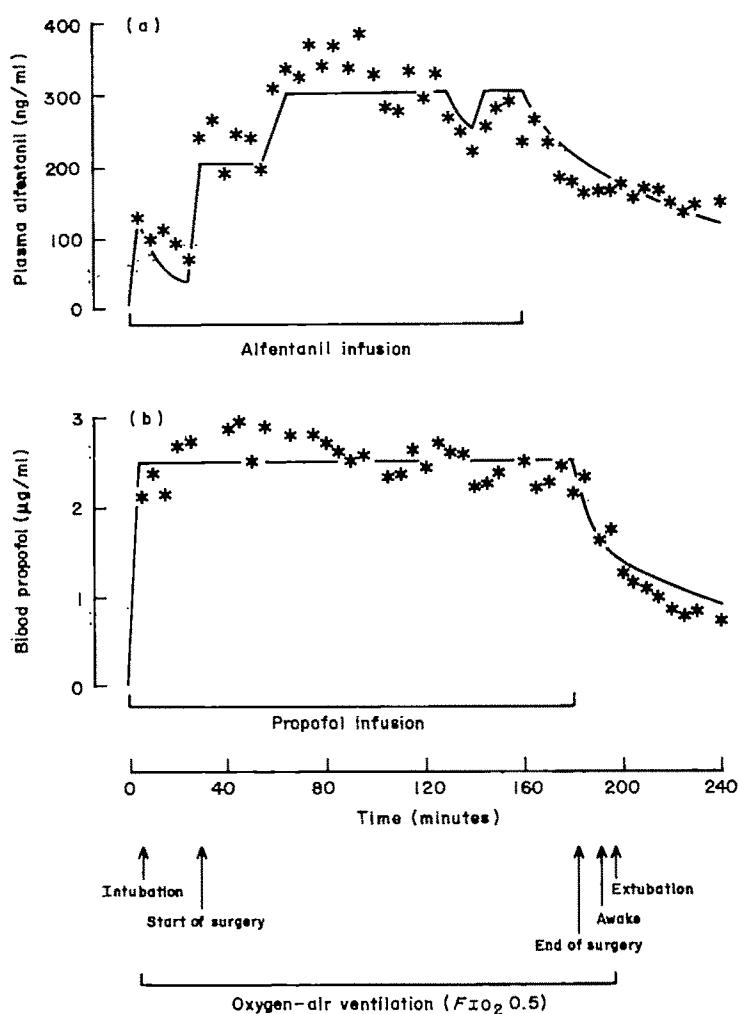 (a)
400
300
200
100
0
Plasma alfentanil (ng/ml)
Alfentanil infusion
(b)
3
2
1
0
Blood propofol (μg/ml)
Propofol infusion
0 40 80 120 160 200 240
Time (minutes)
Intubation
Extubation
Start of surgery
Awake
End of surgery
Oxygen-air ventilation (FIO₂ 0.5)